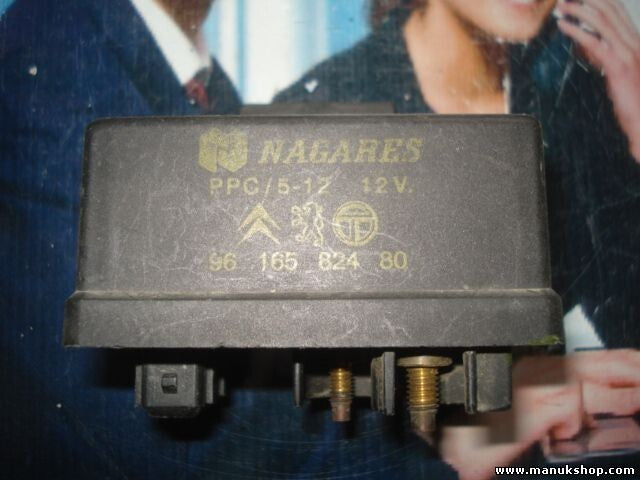 NAGARES
PPC/5-12 12V.
96 165 824 80
www.manukshop.com